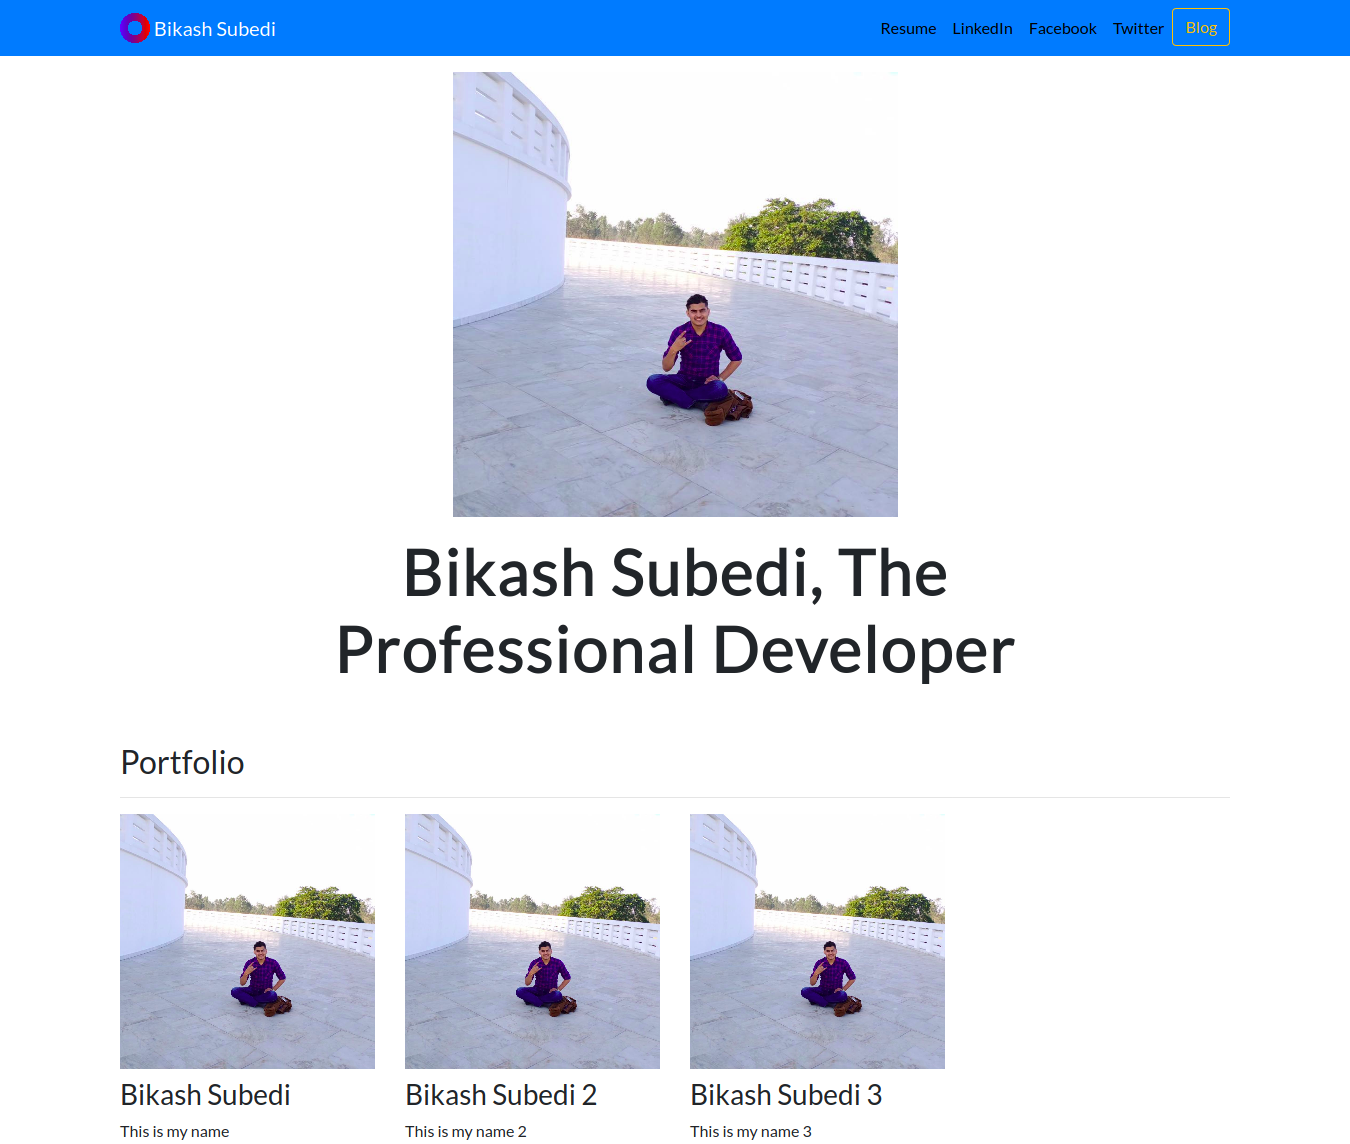 Bikash Subedi
Resume LinkedIn Facebook Twitter Blog
Bikash Subedi, The
Professional Developer
Portfolio
Bikash Subedi
This is my name
Bikash Subedi 2
This is my name 2
Bikash Subedi 3
This is my name 3